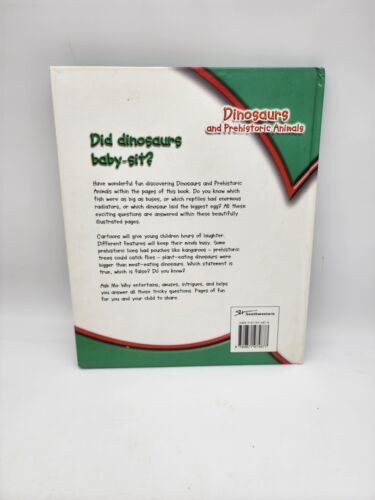 Dinosaurs
and Prehistoric Animals
Did dinosaurs
baby-sit?
Have wonderful fun discovering Dinosaurs and Prehistoric
Animals within the pages of this book. Do you know which
fish were as big as buses, or which reptiles had enormous
radiators, or which dinosaur laid the biggest egg? All these
exciting questions are answered within these beautifully
illustrated pages.
Cartoons will give young children hours of laughter.
Different features will keep their minds busy. Some
prehistoric lions had pouches like kangaroos – prehistoric
trees could catch flies – plant-eating dinosaurs were
bigger than meat-eating dinosaurs. Which statement is
true, which is false? Do you know?
Ask Me Why entertains, amuses, intrigues, and helps
you answer all those tricky questions. Pages of fun
for you and your child to share.
Southwestern